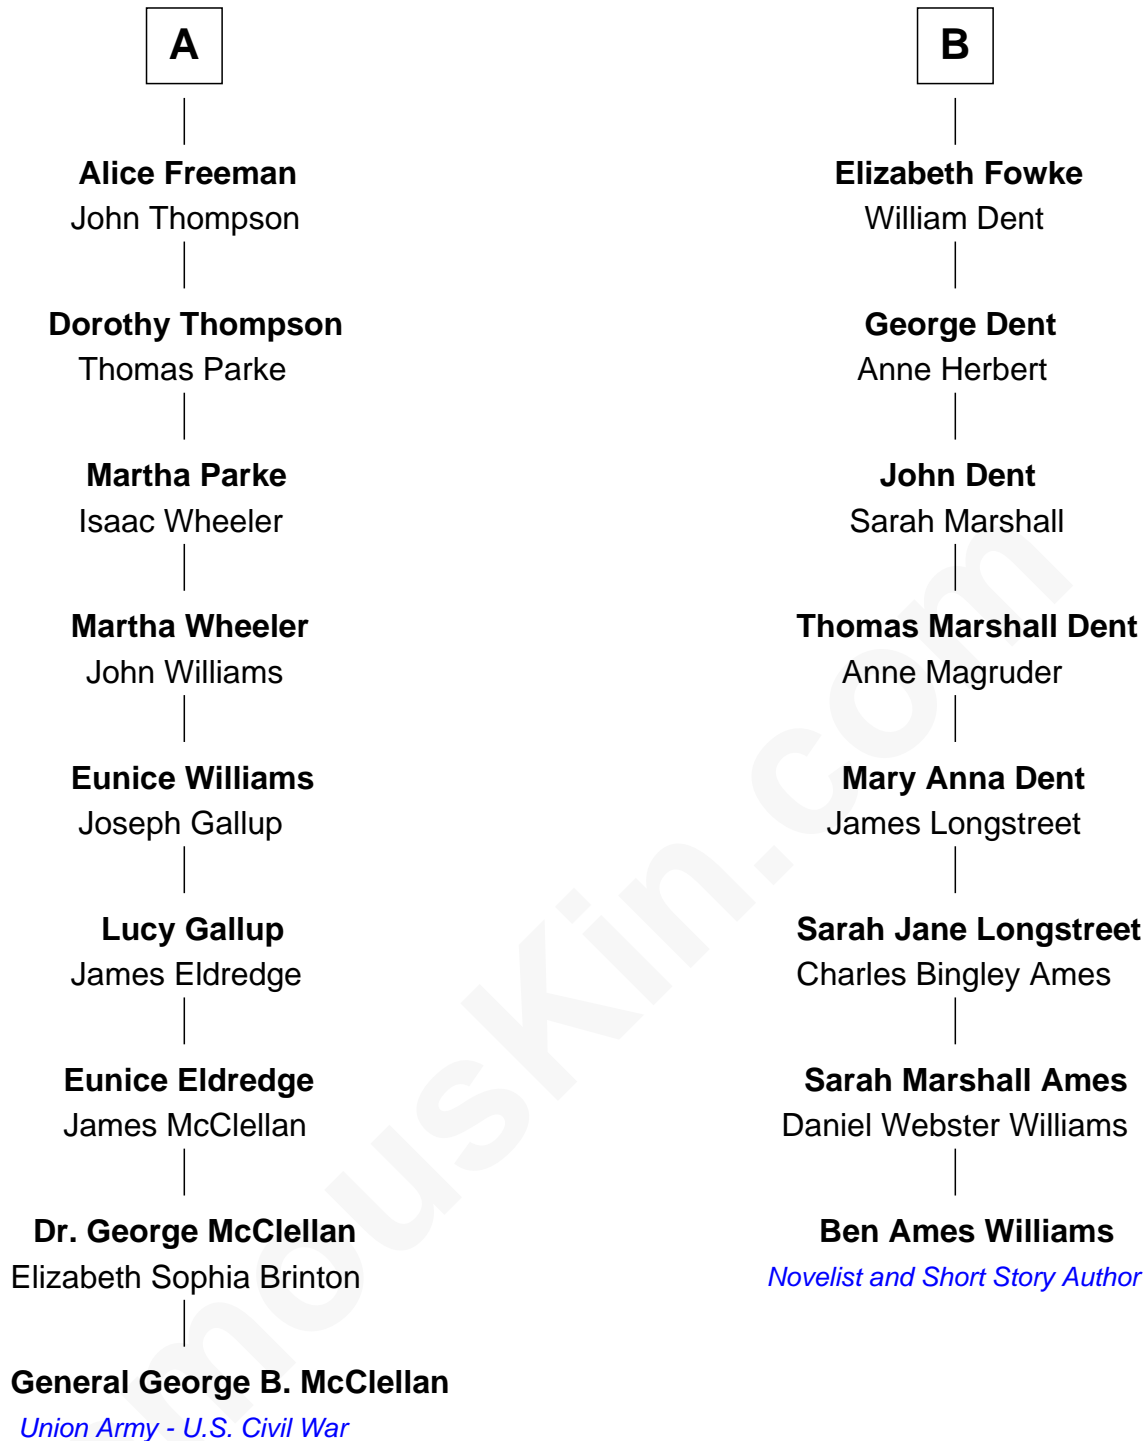 A
Alice Freeman
John Thompson
Dorothy Thompson
Thomas Parke
Martha Parke
Isaac Wheeler
Martha Wheeler
John Williams
Eunice Williams
Joseph Gallup
Lucy Gallup
James Eldredge
Eunice Eldredge
James McClellan
Dr. George McClellan
Elizabeth Sophia Brinton
General George B. McClellan
Union Army - U.S. Civil War
B
Elizabeth Fowke
William Dent
George Dent
Anne Herbert
John Dent
Sarah Marshall
Thomas Marshall Dent
Anne Magruder
Mary Anna Dent
James Longstreet
Sarah Jane Longstreet
Charles Bingley Ames
Sarah Marshall Ames
Daniel Webster Williams
Ben Ames Williams
Novelist and Short Story Author
mousKin.com